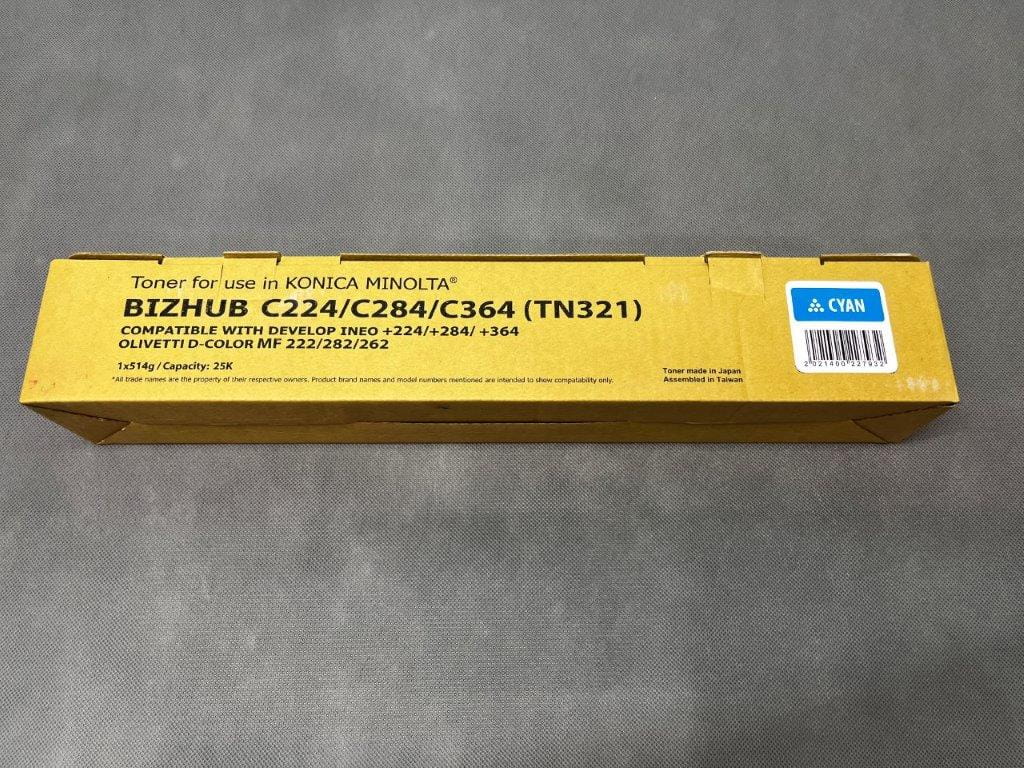 Toner for use in KONICA MINOLTA®
BIZHUB C224/C284/C364 (TN321)
COMPATIBLE WITH DEVELOP INEO +224/+284/ +364
OLIVETTI D-COLOR MF 222/282/262
1x514g / Capacity: 25K
*All trade names are the property of their respective owners. Product brand names and model numbers mentioned are intended to show compatability only.
Toner made in Japan
Assembled in Taiwan
CYAN
2 021400 227932